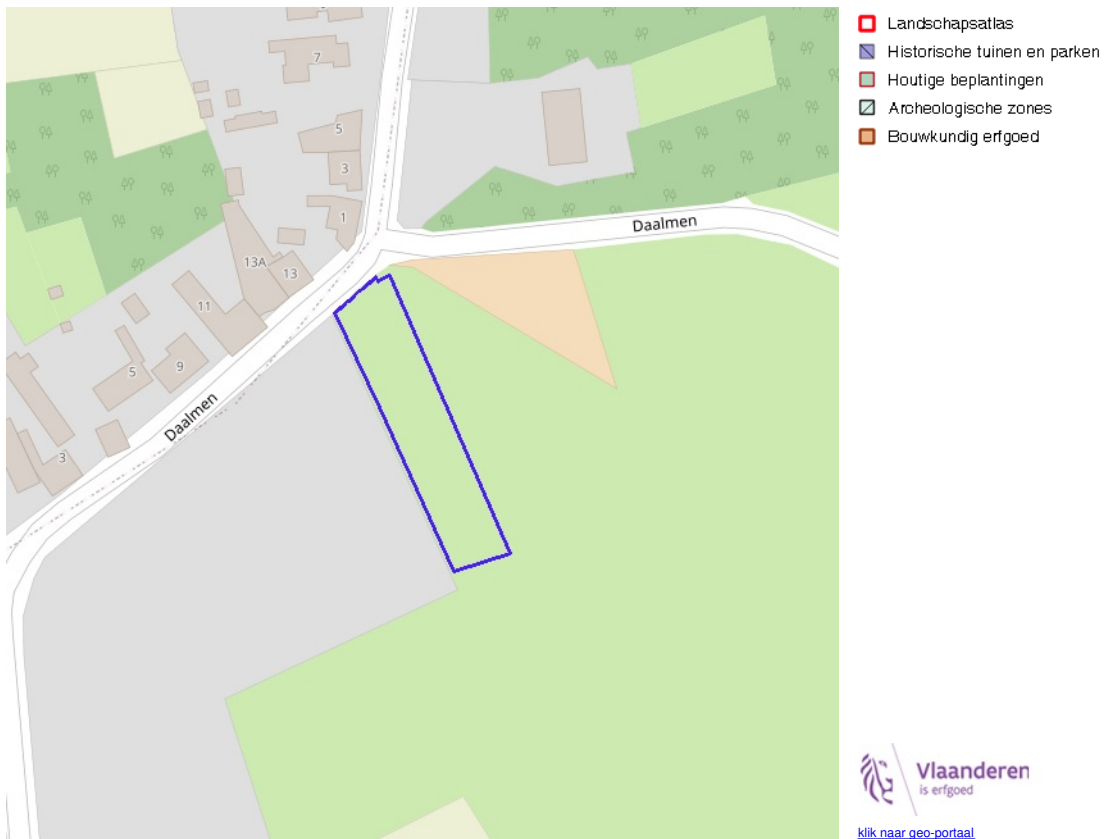 7
5
3
1
Daalmen
13A
13
11
9
5
Daalmen
3
Landschapsatlas
Historische tuinen en parken
Houtige beplantingen
Archeologische zones
Bouwkundig erfgoed
Vlaanderen
is erfgoed
klik naar geo-portaal